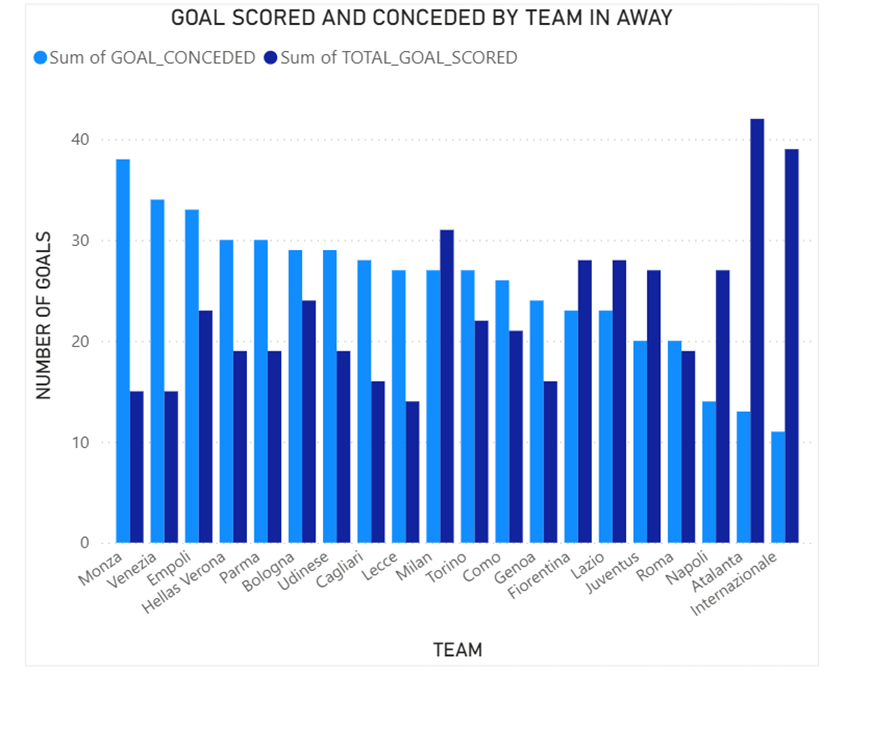 GOAL SCORED AND CONCEDED BY TEAM IN AWAY
Sum of GOAL_CONCEDED Sum of TOTAL_GOAL_SCORED
NUMBER OF GOALS
40
30
20
10
0
Monza
Venezia
Empoli
Hellas Verona
Parma
Bologna
Udinese
Cagliari
Lecce
Milan
Torino
Como
Genoa
Fiorentina
Lazio
Juventus
Roma
Napoli
Atalanta
Internazionale
TEAM